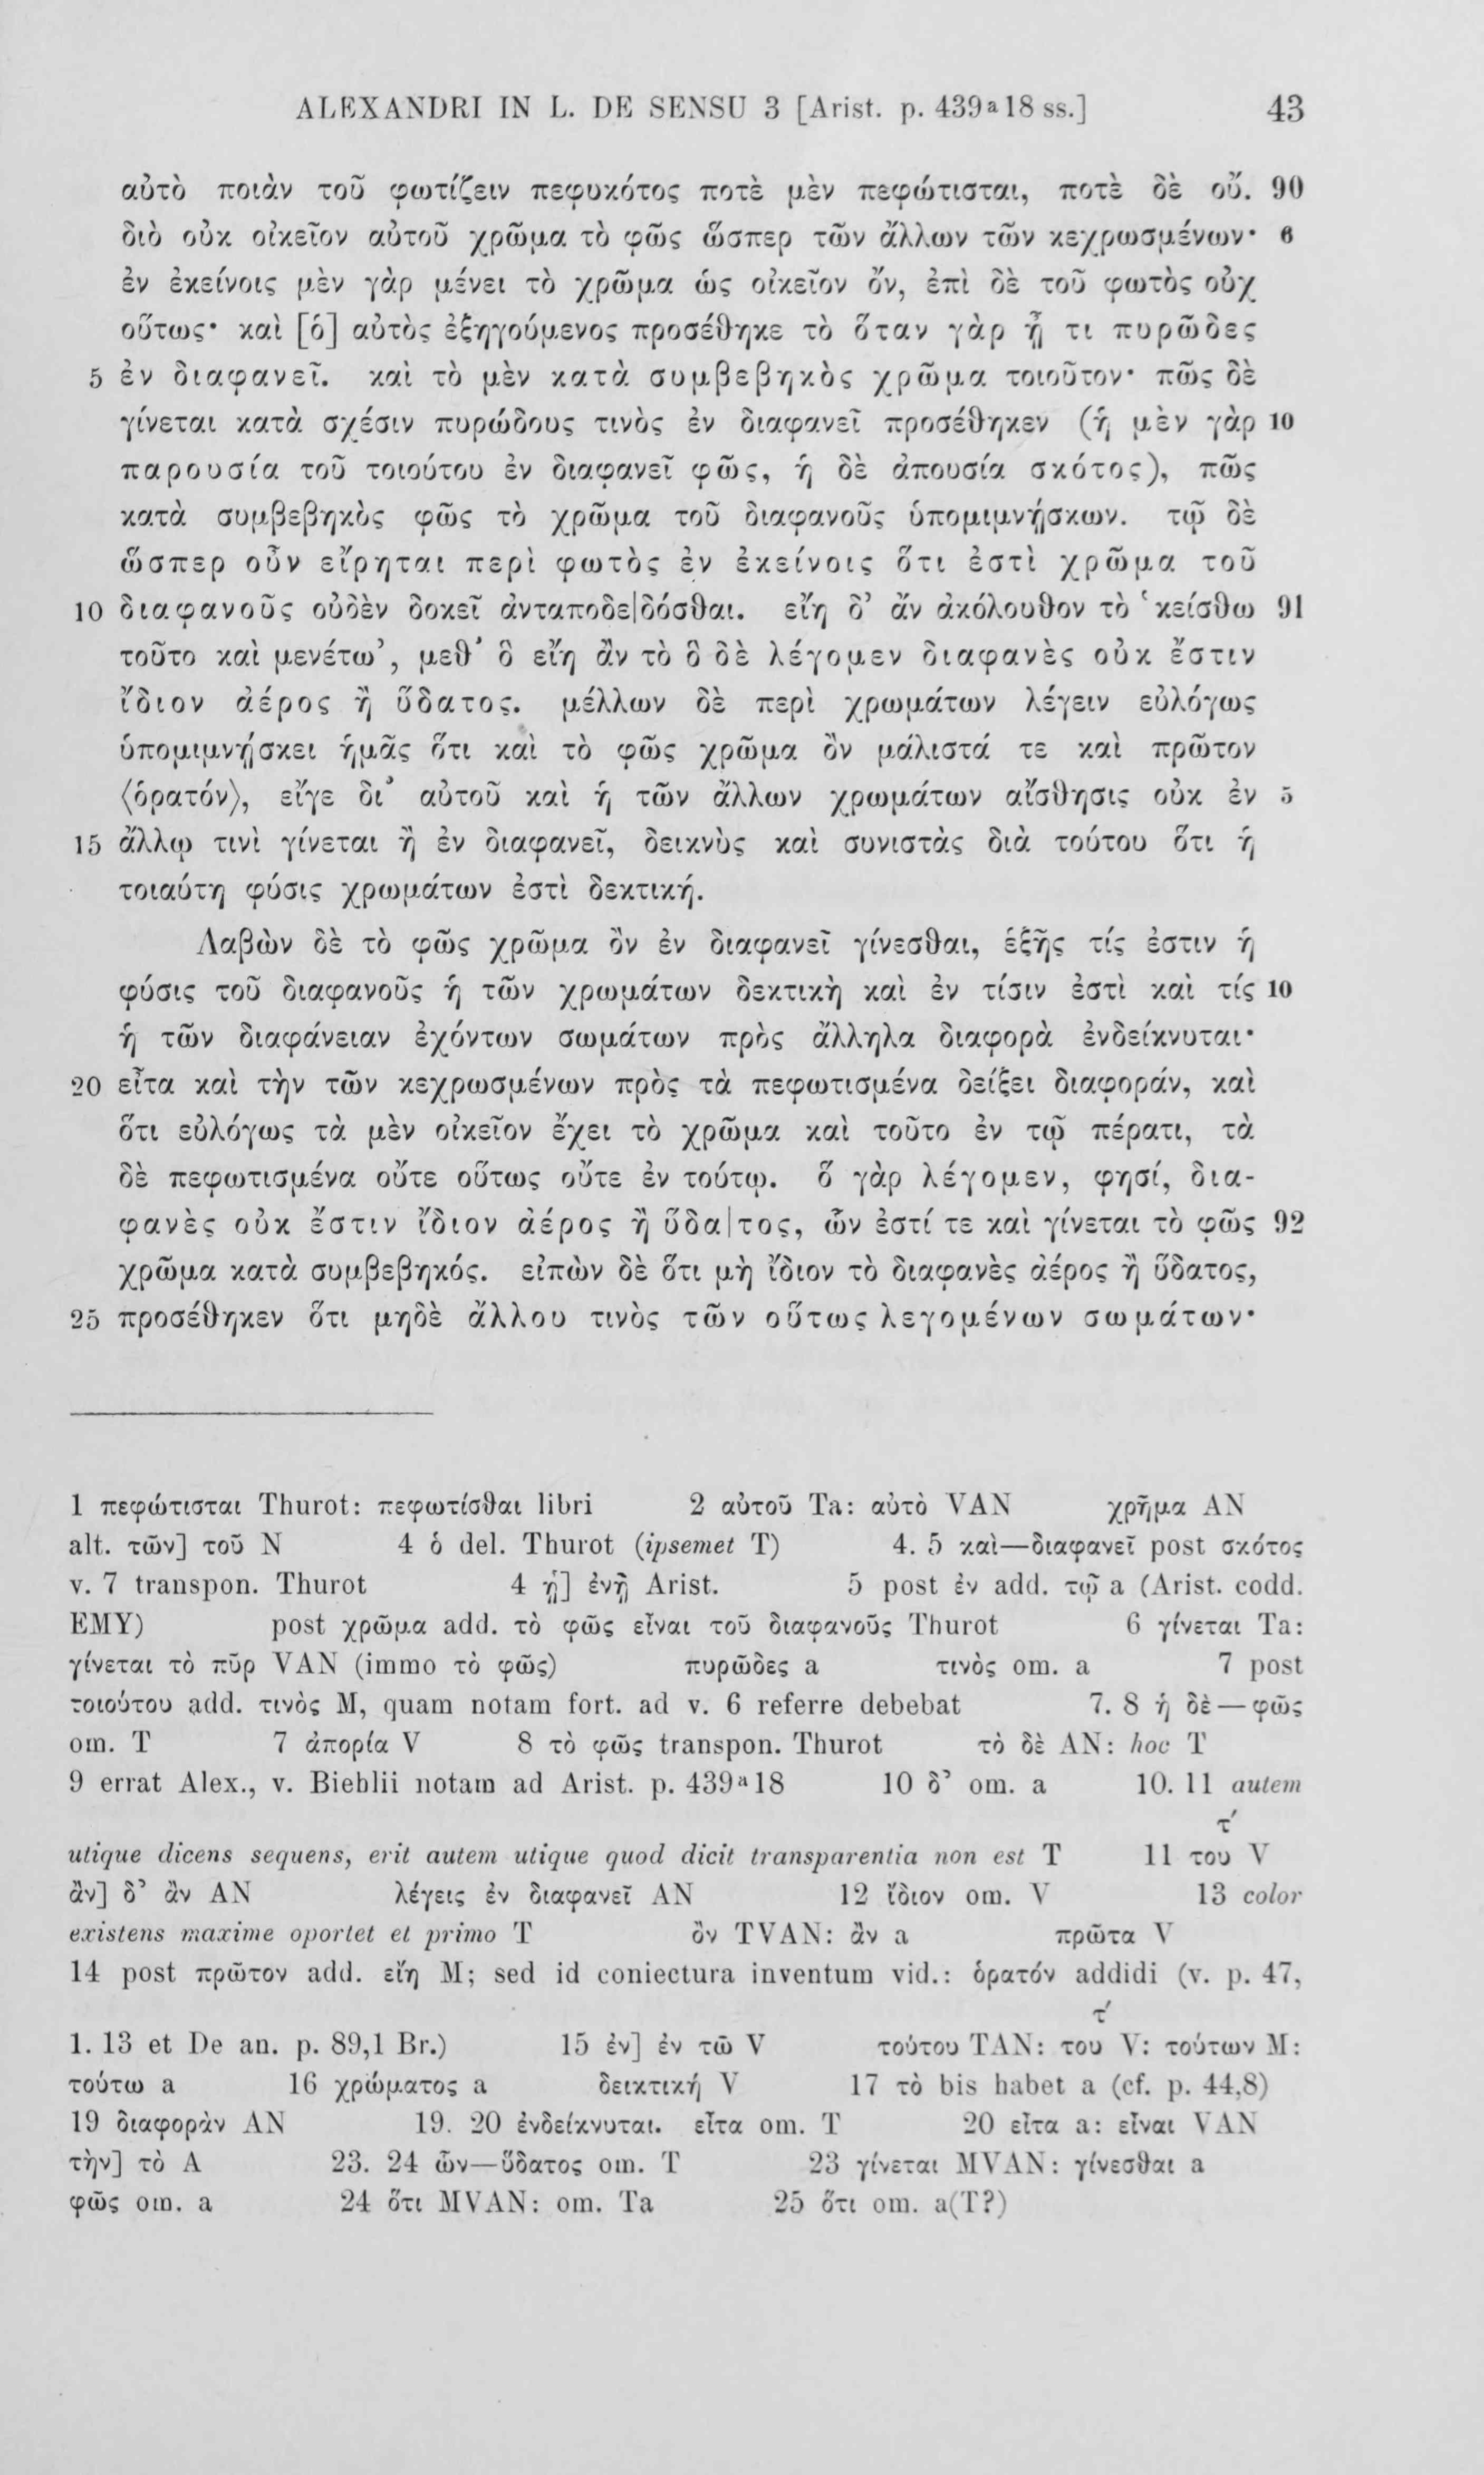 ALEXANDRI IN L. DE SENSU 3 [Arist. p. 439ª18 ss.] 43
αὐτὸ ποιὰν τοῦ φωτίζειν πεφυκότος ποτὲ μὲν πεφώτισται, ποτὲ δὲ οὔ. 90
διὸ οὐκ οἰκεῖον αὐτοῦ χρῶμα τὸ φῶς ὥσπερ τῶν ἄλλων τῶν κεχρωσμένων· 6
ἐν ἐκείνοις μὲν γὰρ μένει τὸ χρῶμα ὡς οἰκεῖον ὄν, ἐπὶ δὲ τοῦ φωτὸς οὐχ
οὕτως· καὶ [ὁ] αὐτὸς ἐξηγούμενος προσέθηκε τὸ ὅταν γὰρ ᾖ τι πυρῶδες
5 ἐν διαφανεῖ. καὶ τὸ μὲν κατὰ συμβεβηκὸς χρῶμα τοιοῦτον· πῶς δὲ
γίνεται κατὰ σχέσιν πυρώδους τινὸς ἐν διαφανεῖ προσέθηκεν (ἡ μὲν γὰρ 10
παρουσία τοῦ τοιούτου ἐν διαφανεῖ φῶς, ἡ δὲ ἀπουσία σκότος), πῶς
κατὰ συμβεβηκὸς φῶς τὸ χρῶμα τοῦ διαφανοῦς ὑπομιμνῄσκων. τῷ δὲ
ὥσπερ οὖν εἴρηται περὶ φωτὸς ἐν ἐκείνοις ὅτι ἐστὶ χρῶμα τοῦ
10 διαφανοῦς οὐδὲν δοκεῖ ἀνταποδε|δόσθαι. εἴη δ’ ἄν ἀκόλουθον τὸ ‘κείσθω 91
τοῦτο καὶ μενέτω’, μεθ’ ὃ εἴη ἂν τὸ ὃ δὲ λέγομεν διαφανὲς οὐκ ἔστιν
ἴδιον ἀέρος ἢ ὕδατος. μέλλων δὲ περὶ χρωμάτων λέγειν εὐλόγως
ὑπομιμνῄσκει ἡμᾶς ὅτι καὶ τὸ φῶς χρῶμα ὂν μάλιστά τε καὶ πρῶτον
⟨ὁρατόν⟩, εἴγε δι’ αὐτοῦ καὶ ἡ τῶν ἄλλων χρωμάτων αἴσθησις οὐκ ἐν 5
15 ἄλλῳ τινὶ γίνεται ἢ ἐν διαφανεῖ, δεικνὺς καὶ συνιστὰς διὰ τούτου ὅτι ἡ
τοιαύτη φύσις χρωμάτων ἐστὶ δεκτική.
Λαβὼν δὲ τὸ φῶς χρῶμα ὂν ἐν διαφανεῖ γίνεσθαι, ἑξῆς τίς ἐστιν ἡ
φύσις τοῦ διαφανοῦς ἡ τῶν χρωμάτων δεκτικὴ καὶ ἐν τίσιν ἐστὶ καὶ τίς 10
ἡ τῶν διαφάνειαν ἐχόντων σωμάτων πρὸς ἄλληλα διαφορὰ ἐνδείκνυται·
20 εἶτα καὶ τὴν τῶν κεχρωσμένων πρὸς τὰ πεφωτισμένα δείξει διαφοράν, καὶ
ὅτι εὐλόγως τὰ μὲν οἰκεῖον ἔχει τὸ χρῶμα καὶ τοῦτο ἐν τῷ πέρατι, τὰ
δὲ πεφωτισμένα οὔτε οὕτως οὔτε ἐν τούτῳ. ὃ γὰρ λέγομεν, φησί, δια-
φανὲς οὐκ ἔστιν ἴδιον ἀέρος ἢ ὕδα|τος, ὧν ἐστί τε καὶ γίνεται τὸ φῶς 92
χρῶμα κατὰ συμβεβηκός. εἰπὼν δὲ ὅτι μὴ ἴδιον τὸ διαφανὲς ἀέρος ἢ ὕδατος,
25 προσέθηκεν ὅτι μηδὲ ἄλλου τινὸς τῶν οὕτως λεγομένων σωμάτων·
1 πεφώτισται Thurot: πεφωτίσθαι libri 2 αὐτοῦ Ta: αὐτὸ VAN χρῆμα AN
alt. τῶν] τοῦ N 4 ὁ del. Thurot (ipsemet T) 4. 5 καὶ—διαφανεῖ post σκότος
v. 7 transpon. Thurot 4 ᾖ] ἐνῇ Arist. 5 post ἐν add. τῷ a (Arist. codd.
EMY) post χρῶμα add. τὸ φῶς εἶναι τοῦ διαφανοῦς Thurot 6 γίνεται Ta:
γίνεται τὸ πῦρ VAN (immo τὸ φῶς) πυρῶδες a τινὸς om. a 7 post
τοιούτου add. τινὸς M, quam notam fort. ad v. 6 referre debebat 7. 8 ἡ δὲ—φῶς
om. T 7 ἀπορία V 8 τὸ φῶς transpon. Thurot τὸ δὲ AN: hoc T
9 errat Alex., v. Biehlii notam ad Arist. p. 439ª18 10 δ’ om. a 10. 11 autem
utique dicens sequens, erit autem utique quod dicit transparentia non est T 11 του τ´ V
ἂν] δ’ ἂν AN λέγεις ἐν διαφανεῖ AN 12 ἴδιον om. V 13 color
existens maxime oportet et primo T ὂν TVAN: ἂν a πρῶτα V
14 post πρῶτον add. εἴη M; sed id coniectura inventum vid.: ὁρατόν addidi (v. p. 47,
1. 13 et De an. p. 89,1 Br.) 15 ἐν] ἐν τῶ V τούτου TAN: του τ´ V: τούτων M:
τούτω a 16 χρώματος a δεικτική V 17 τὸ bis habet a (cf. p. 44,8)
19 διαφορὰν AN 19. 20 ἐνδείκνυται. εἶτα om. T 20 εἶτα a: εἶναι VAN
τὴν] τὸ A 23. 24 ὧν—ὕδατος om. T 23 γίνεται MVAN: γίνεσθαι a
φῶς om. a 24 ὅτι MVAN: om. Ta 25 ὅτι om. a(T?)